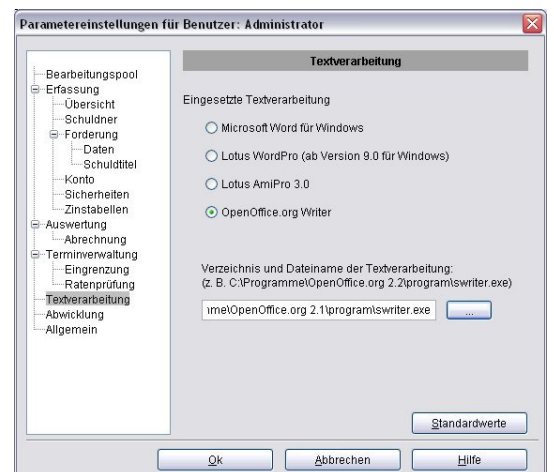 Parametereinstellungen für Benutzer: Administrator
Bearbeitungspool
Erfassung
Übersicht
Schuldner
Forderung
Daten
Schuldtitel
Konto
Sicherheiten
Zinstabellen
Auswertung
Abrechnung
Terminverwaltung
Eingrenzung
Ratenprüfung
Textverarbeitung
Abwicklung
Allgemein
Textverarbeitung
Eingesetzte Textverarbeitung
Microsoft Word für Windows
Lotus WordPro (ab Version 9.0 für Windows)
Lotus AmiPro 3.0
OpenOffice.org Writer
Verzeichnis und Dateiname der Textverarbeitung:
(z. B. C:\Programme\OpenOffice.org 2.2\program\swriter.exe)
me\OpenOffice.org 2.1\program\swriter.exe
...
Standardwerte
Ok
Abbrechen
Hilfe